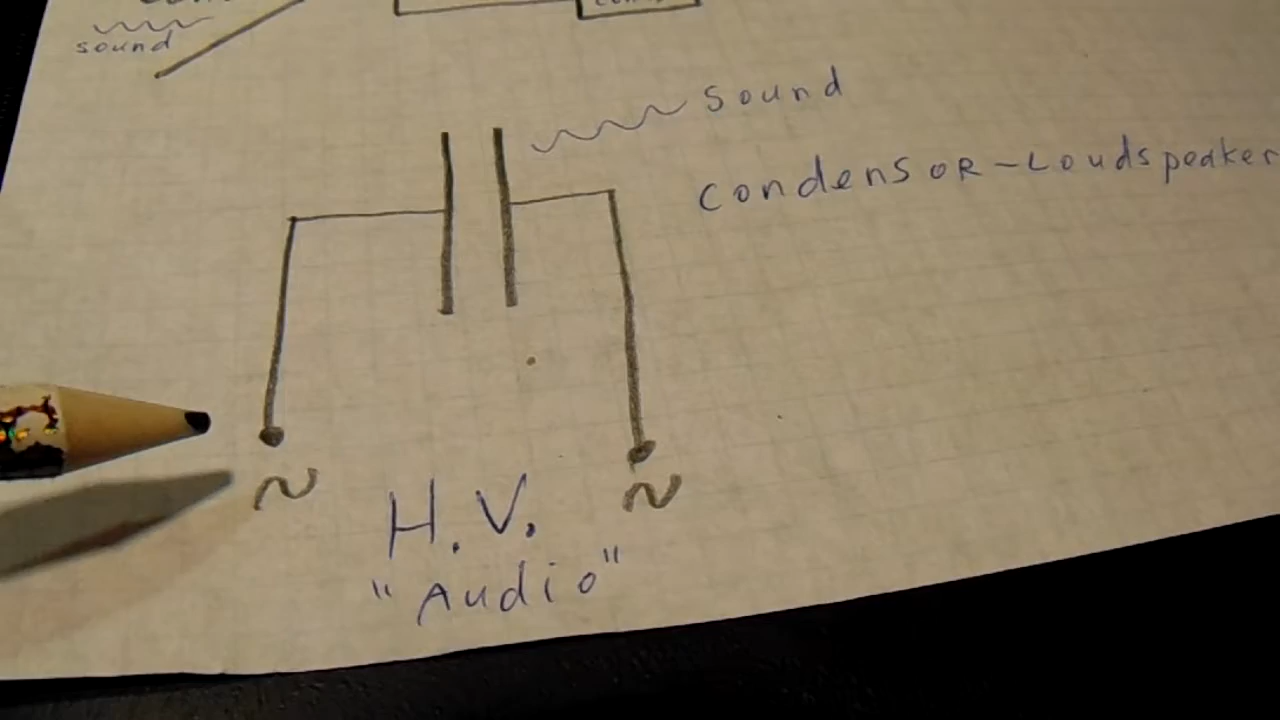 sound
Sound
CondensoR-Loudspeaker
~ ~
H.V.
"Audio"